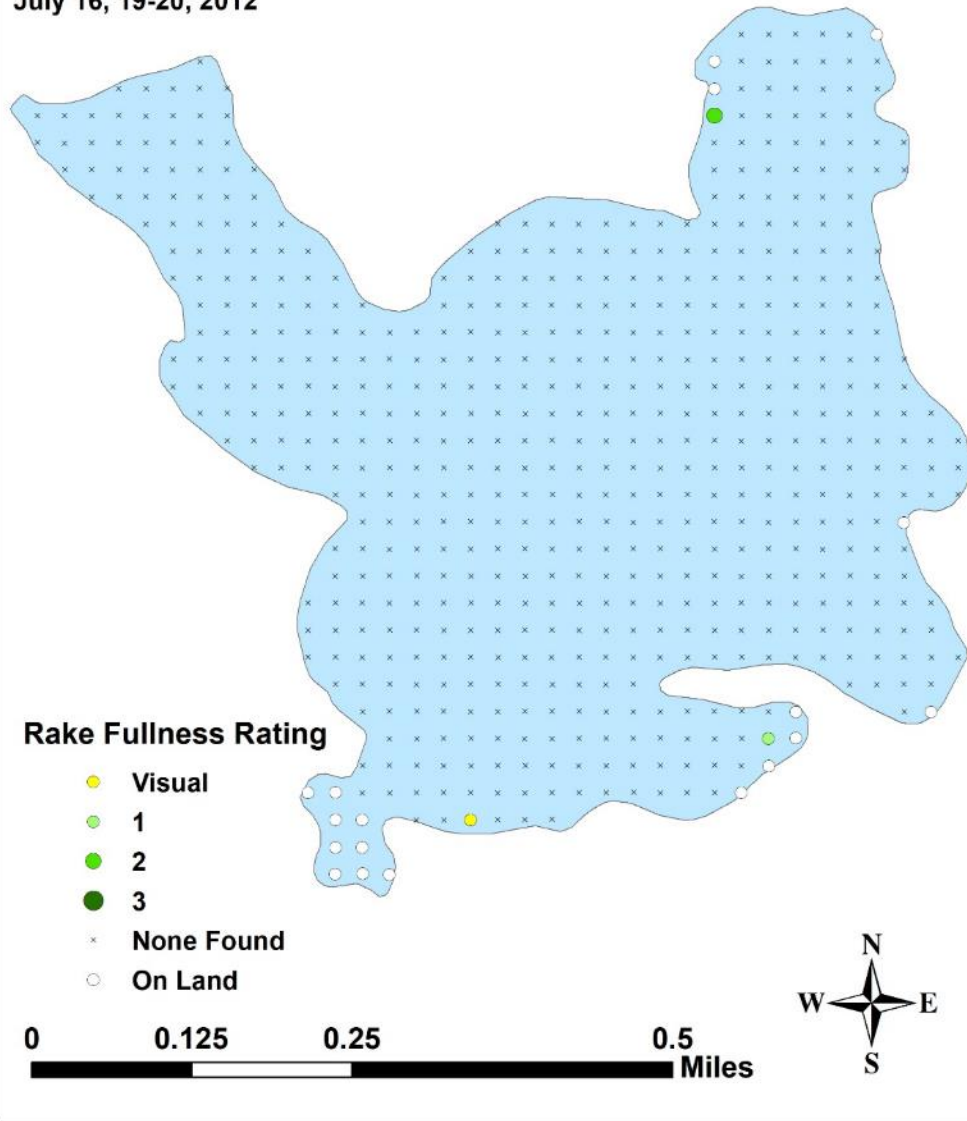 July 16, 19-20, 2012
Rake Fullness Rating
Visual
1
2
3
None Found
On Land
N
W E
S
0 0.125 0.25 0.5
Miles